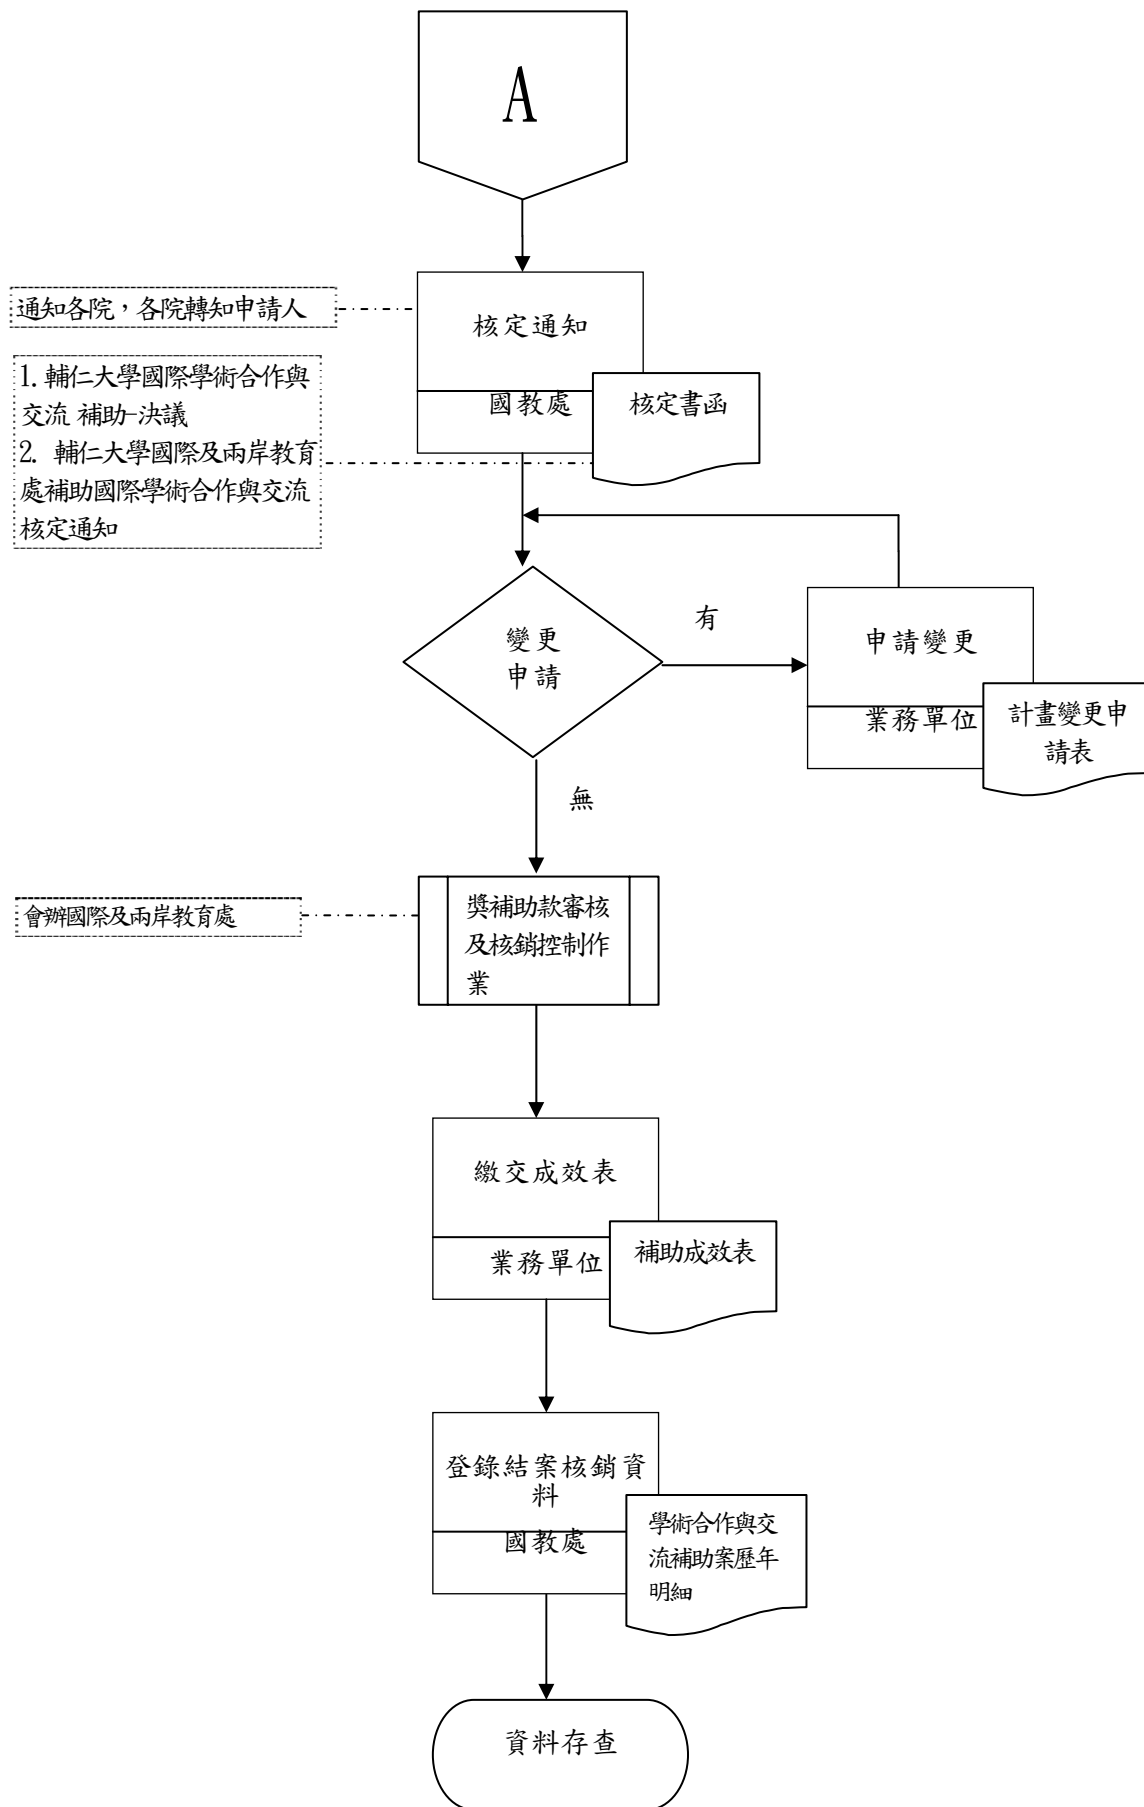 A
通知各院，各院轉知申請人
核定通知
國教處
核定書函
1. 輔仁大學國際學術合作與
交流 補助-決議
2. 輔仁大學國際及兩岸教育
處補助國際學術合作與交流
核定通知
變更
申請
有
申請變更
業務單位
計畫變更申
請表
無
會辦國際及兩岸教育處
獎補助款審核
及核銷控制作
業
繳交成效表
業務單位
補助成效表
登錄結案核銷資
料
國教處
學術合作與交
流補助案歷年
明細
資料存查